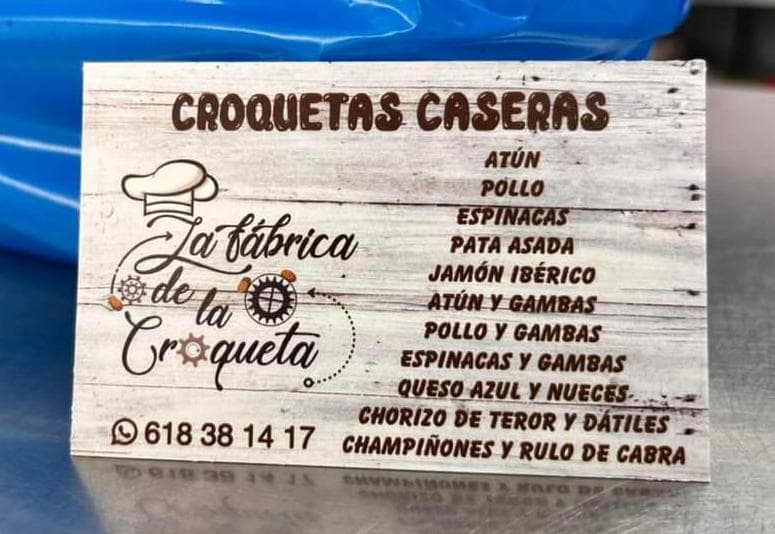 CROQUETAS CASERAS
La fábrica
de la
Croqueta
618 38 14 17
ATÚN
POLLO
ESPINACAS
PATA ASADA
JAMÓN IBÉRICO
ATÚN Y GAMBAS
POLLO Y GAMBAS
ESPINACAS Y GAMBAS
QUESO AZUL Y NUECES
CHORIZO DE TEROR Y DÁTILES
CHAMPIÑONES Y RULO DE CABRA